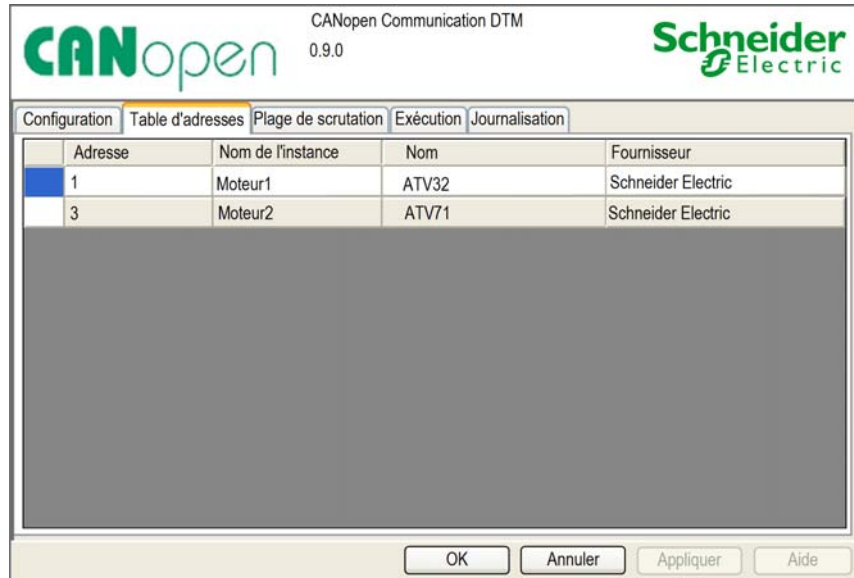 CANopen
CANopen Communication DTM
0.9.0
Schneider
Electric
Configuration Table d'adresses Plage de scrutation Exécution Journalisation
Adresse Nom de l'instance Nom Fournisseur
1 Moteur1 ATV32 Schneider Electric
3 Moteur2 ATV71 Schneider Electric
OK Annuler Appliquer Aide